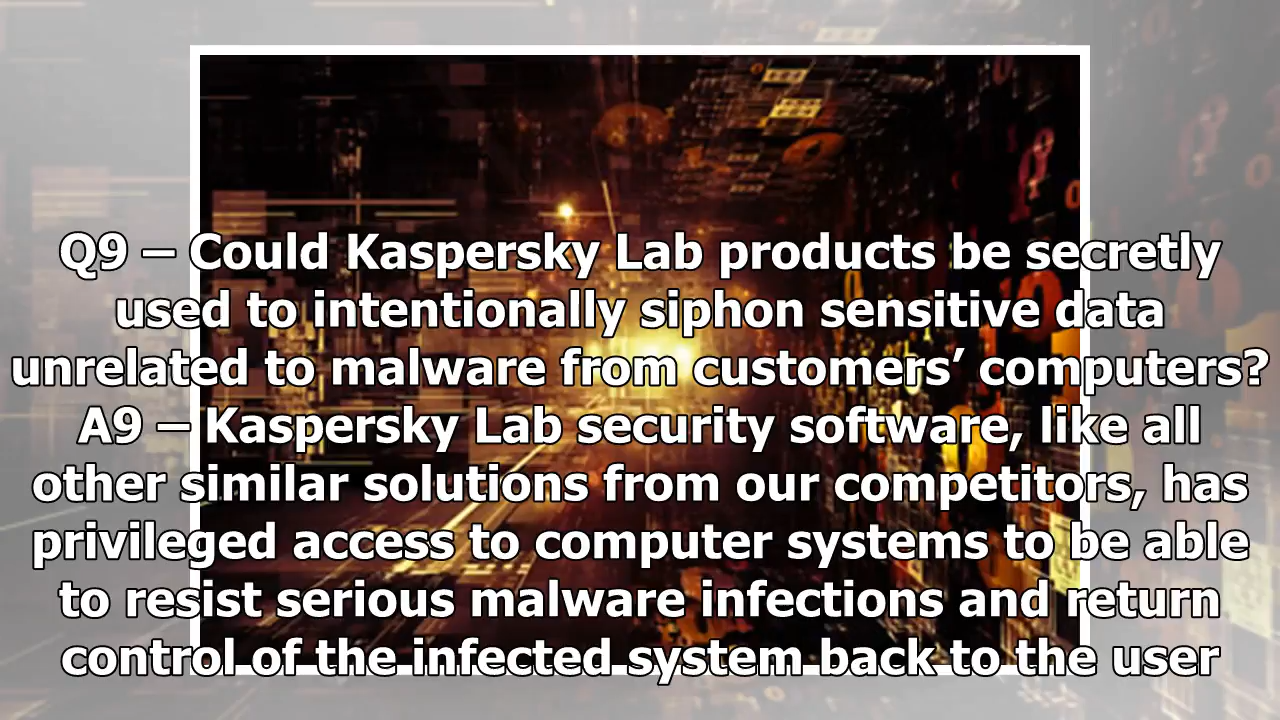 Q9 – Could Kaspersky Lab products be secretly
used to intentionally siphon sensitive data
unrelated to malware from customers’ computers?
A9 – Kaspersky Lab security software, like all
other similar solutions from our competitors, has
privileged access to computer systems to be able
to resist serious malware infections and return
control of the infected system back to the user